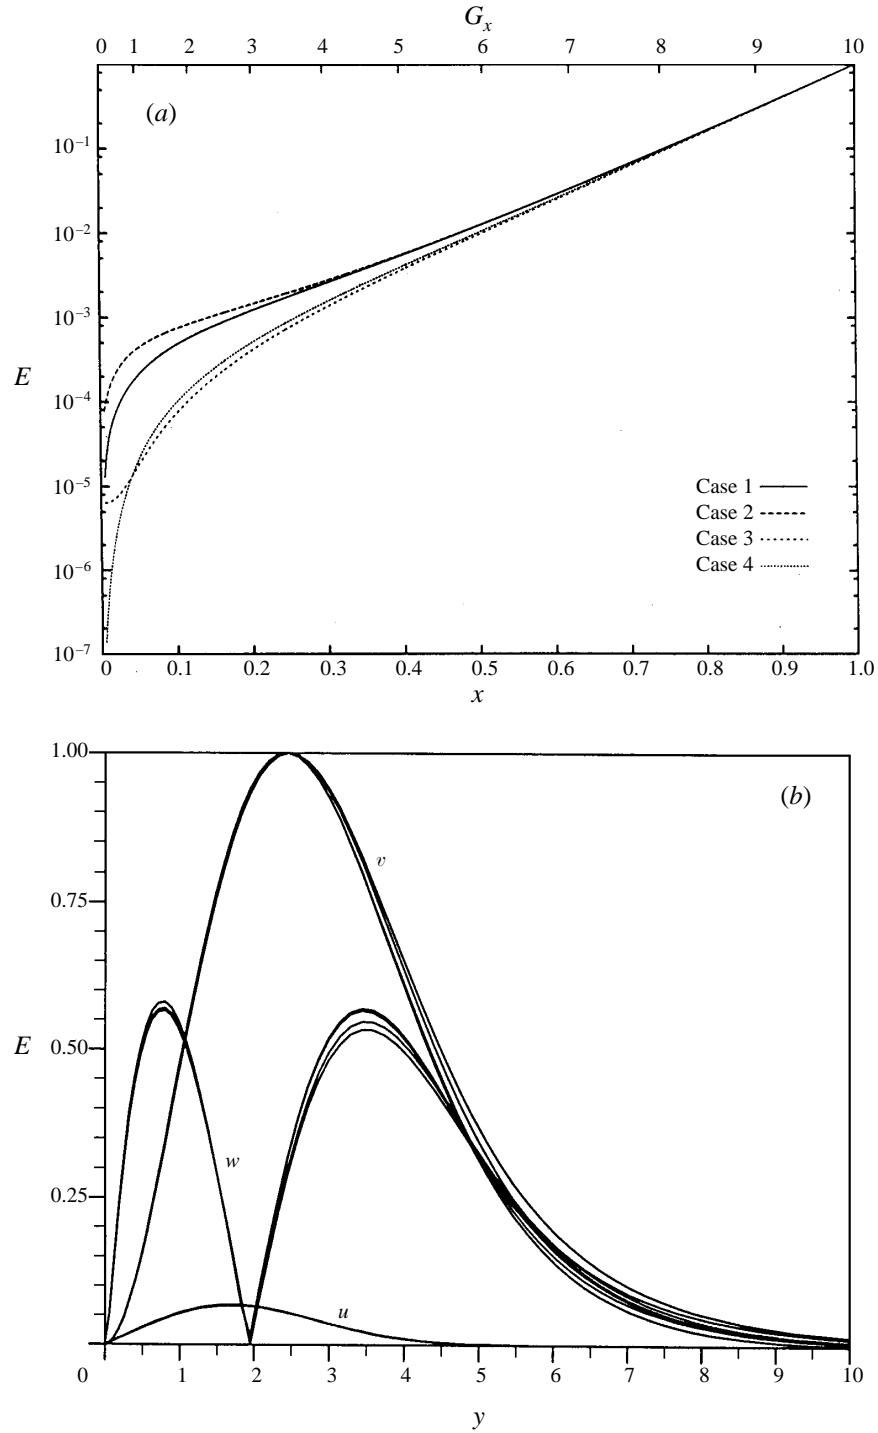 G_x
0 1 2 3 4 5 6 7 8 9 10
(a)
10^{-1}
10^{-2}
10^{-3}
E
10^{-4}
10^{-5}
10^{-6}
10^{-7}
Case 1
Case 2
Case 3
Case 4
0 0.1 0.2 0.3 0.4 0.5 0.6 0.7 0.8 0.9 1.0
x
1.00
(b)
v
0.75
E 0.50
w
0.25
u
0 1 2 3 4 5 6 7 8 9 10
y